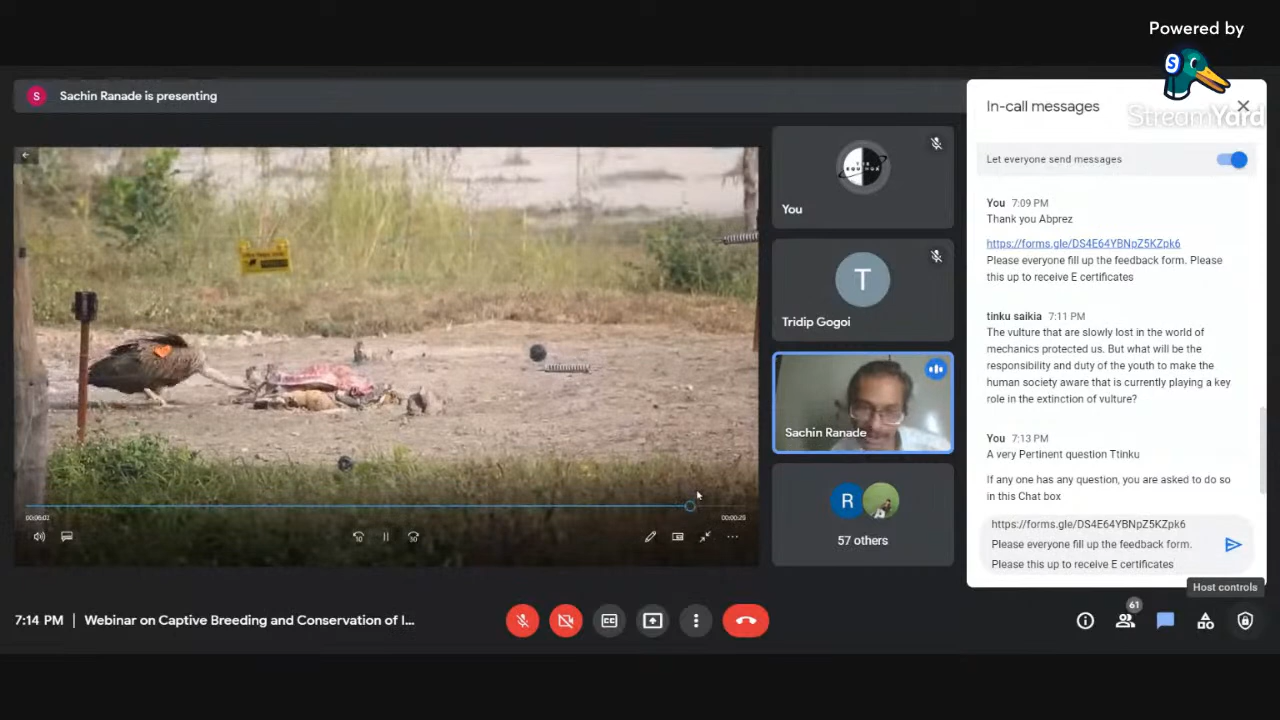 Powered by
StreamYard
S
Sachin Ranade is presenting
In-call messages
Let everyone send messages
You 7:09 PM
Thank you Abprez
https://forms.gle/DS4E64YBNpZ5KZpk6
Please everyone fill up the feedback form. Please
this up to receive E certificates
tinku saikia 7:11 PM
The vulture that are slowly lost in the world of
mechanics protected us. But what will be the
responsibility and duty of the youth to make the
human society aware that is currently playing a key
role in the extinction of vulture?
You 7:13 PM
A very Pertinent question Ttinku
If any one has any question, you are asked to do so
in this Chat box
https://forms.gle/DS4E64YBNpZ5KZpk6
Please everyone fill up the feedback form.
Please this up to receive E certificates
Host controls
You
T
Tridip Gogoi
Sachin Ranade
R
57 others
00:06:02
00:00:25
7:14 PM | Webinar on Captive Breeding and Conservation of I...
61